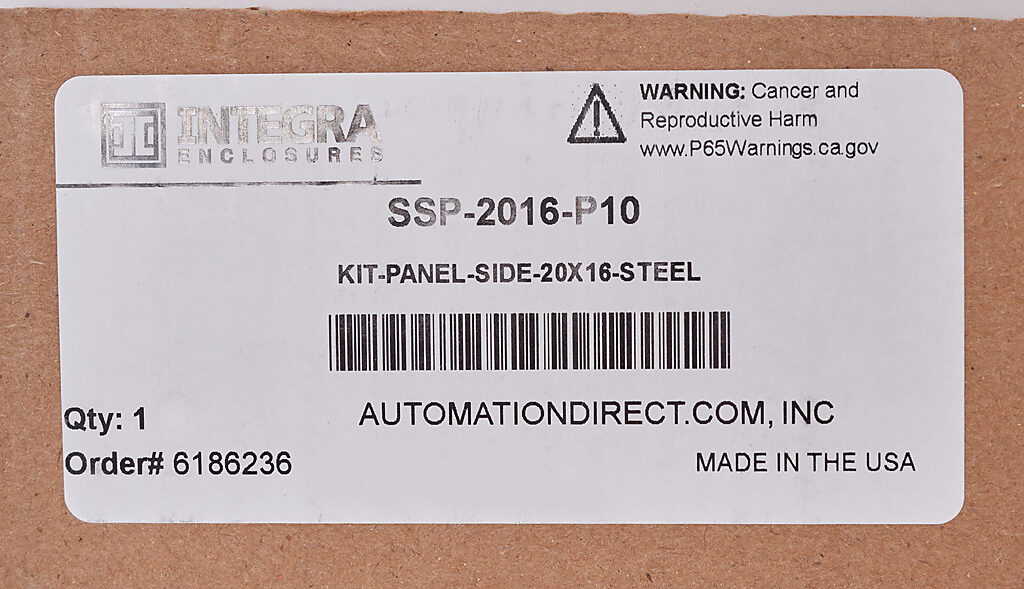 INTEGRA
ENCLOSURES
WARNING: Cancer and
Reproductive Harm
www.P65Warnings.ca.gov
SSP-2016-P10
KIT-PANEL-SIDE-20X16-STEEL
Qty: 1
AUTOMATIONDIRECT.COM, INC
Order# 6186236
MADE IN THE USA